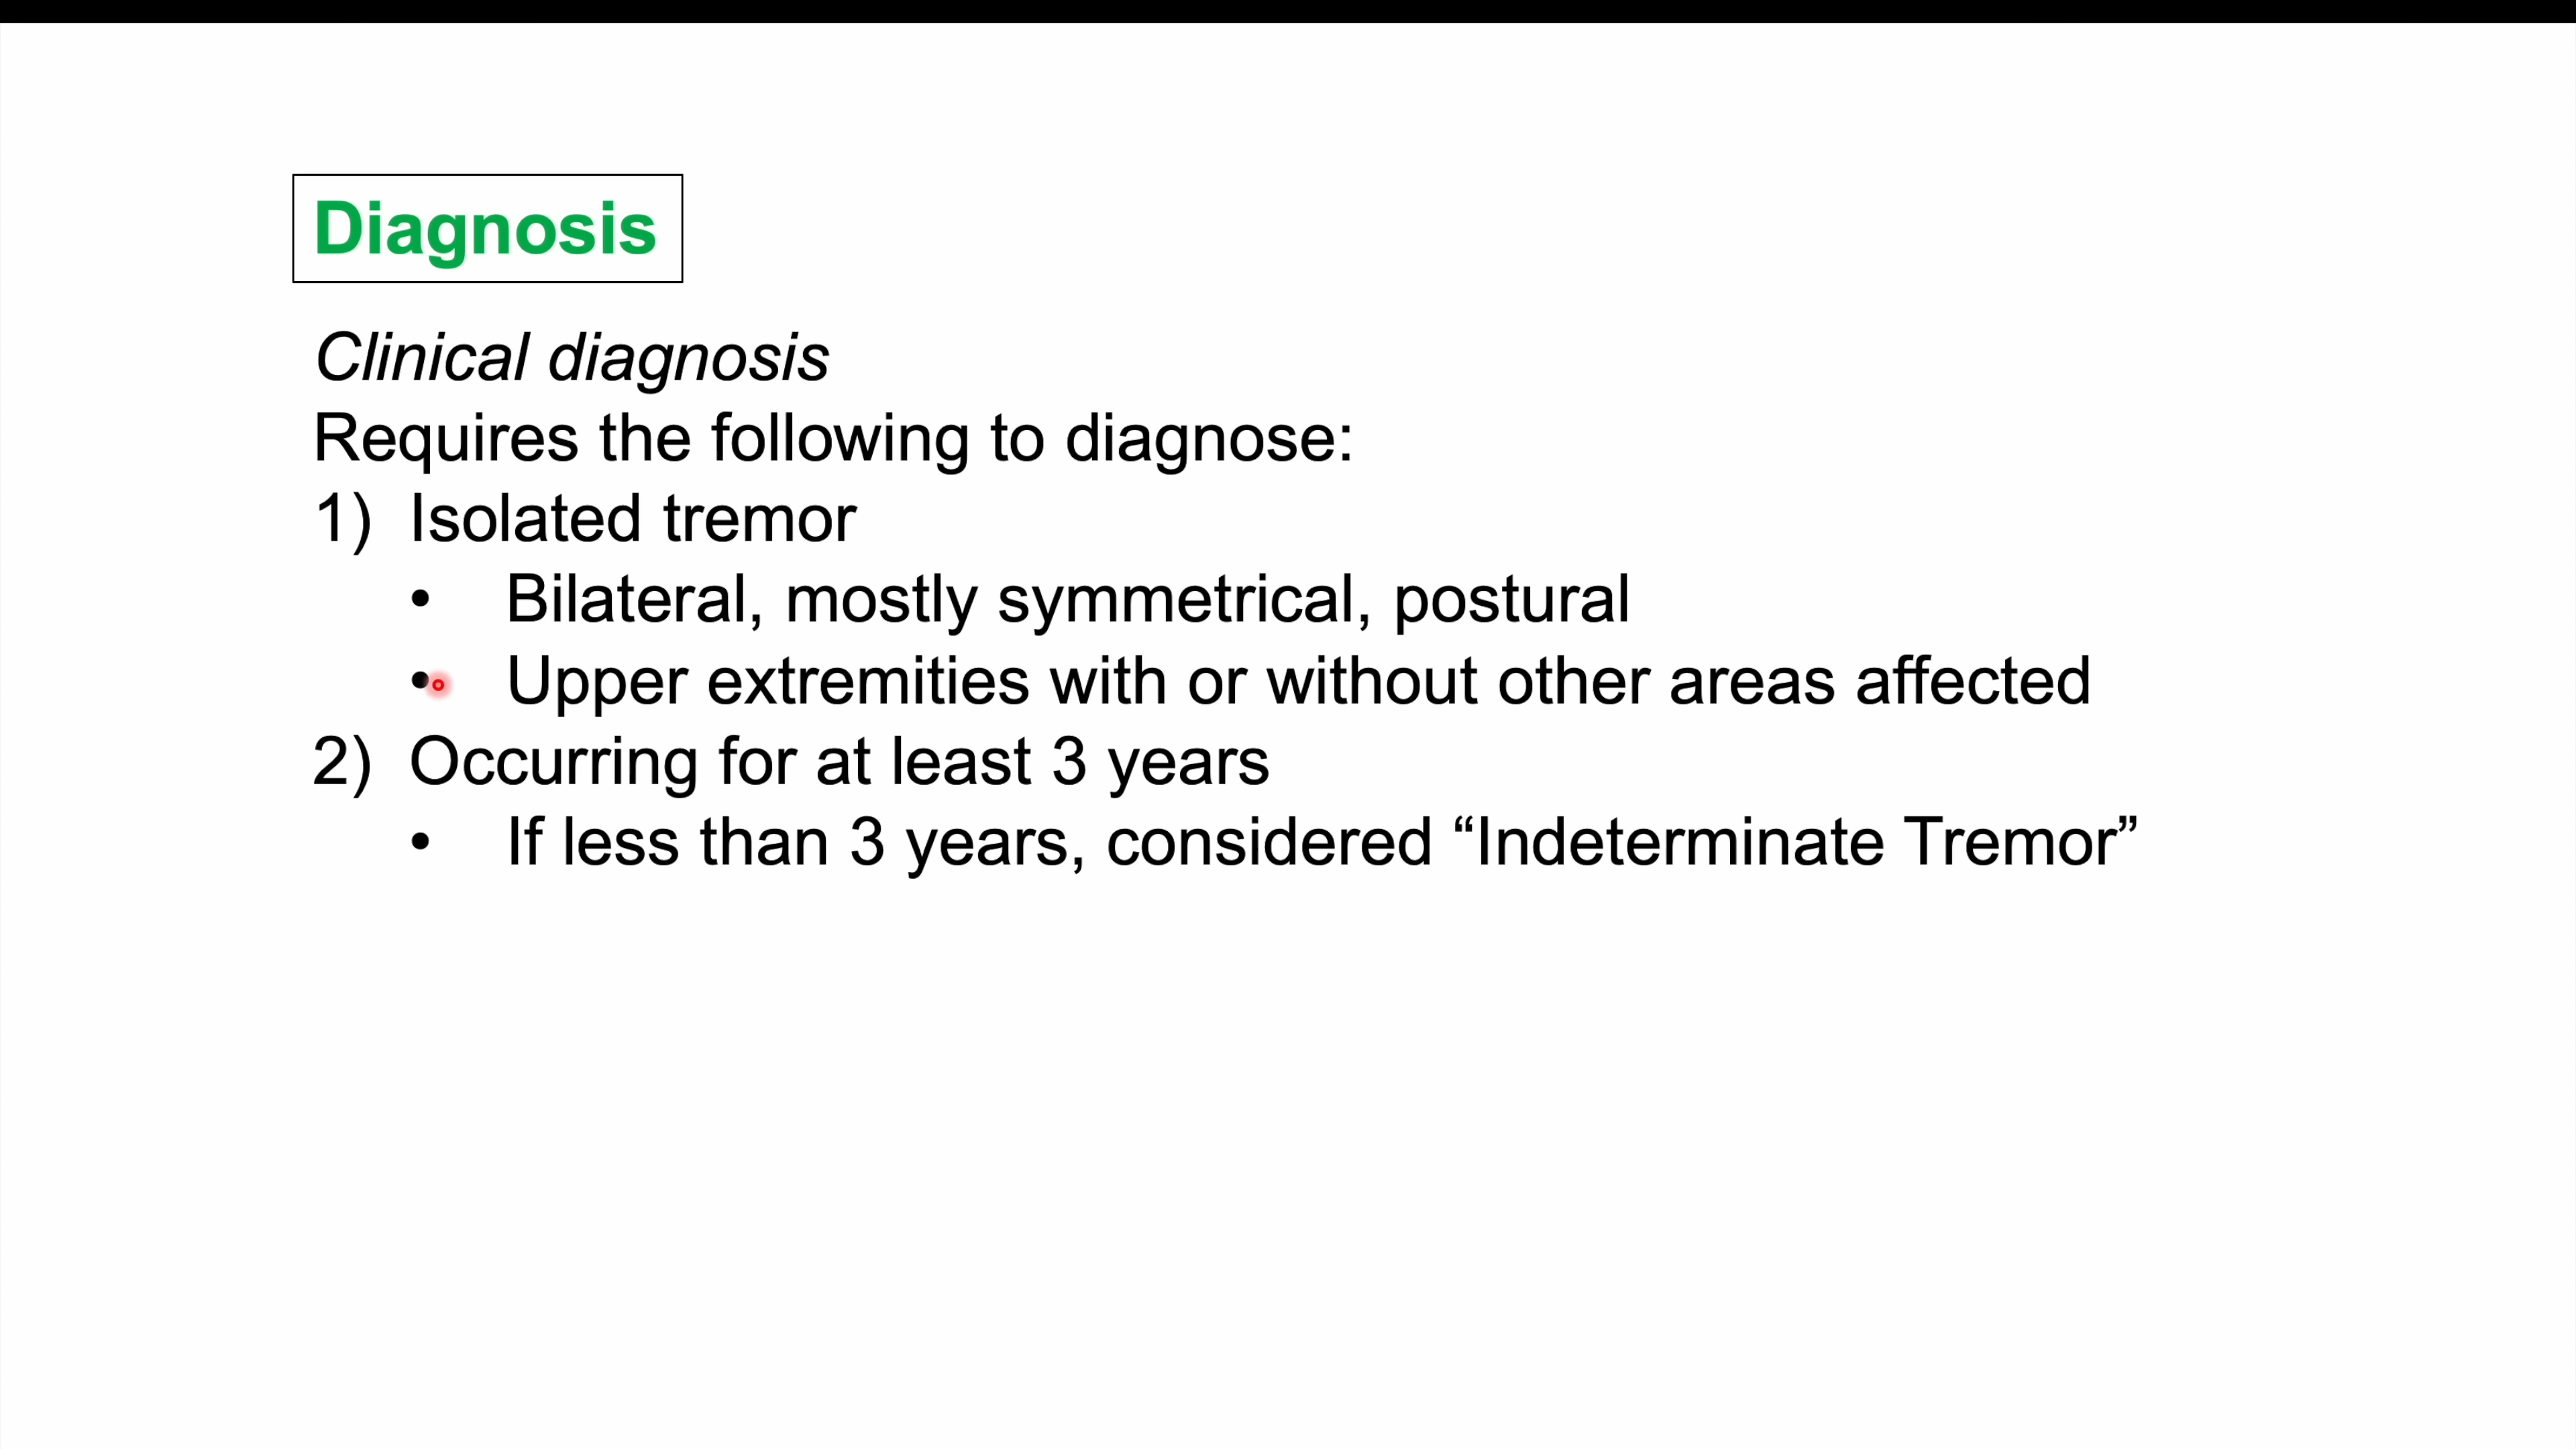 Diagnosis
Clinical diagnosis
Requires the following to diagnose:
1) Isolated tremor
• Bilateral, mostly symmetrical, postural
• Upper extremities with or without other areas affected
2) Occurring for at least 3 years
• If less than 3 years, considered “Indeterminate Tremor”